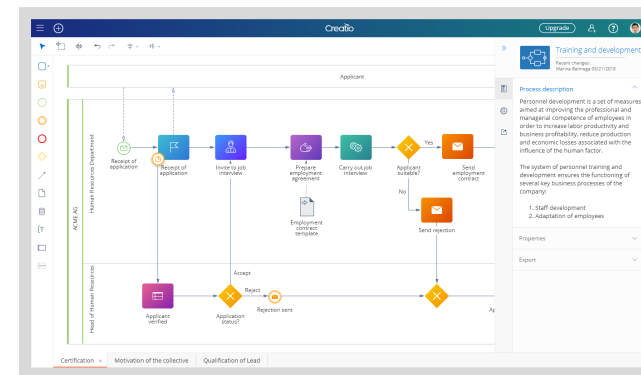 Creatio
Upgrade
Training and development
Recent changes:
Marina Beimage 05/21/2018
Process description
Personnel development is a set of measures
aimed at improving the professional and
managerial competence of employees in
order to increase labor productivity and
business profitability, reduce production
and economic losses associated with the
influence of the human factor.
The system of personnel training and
development ensures the functioning of
several key business processes of the
company:
1. Staff development
2. Adaptation of employees
Properties
Export
Applicant
ACME AG
Human Resources Department
Head of Human Resources
Receipt of
application
Receipt of
application
Invite to job
interview
Prepare
employment
agreement
Carry out job
interview
Applicant
suitable?
Yes
No
Send
employment
contract
Employment
contract
template
Send rejection
Accept
Reject
Applicant
verified
Application
status?
Rejection sent
Certification ×
Motivation of the collective
Qualification of Lead